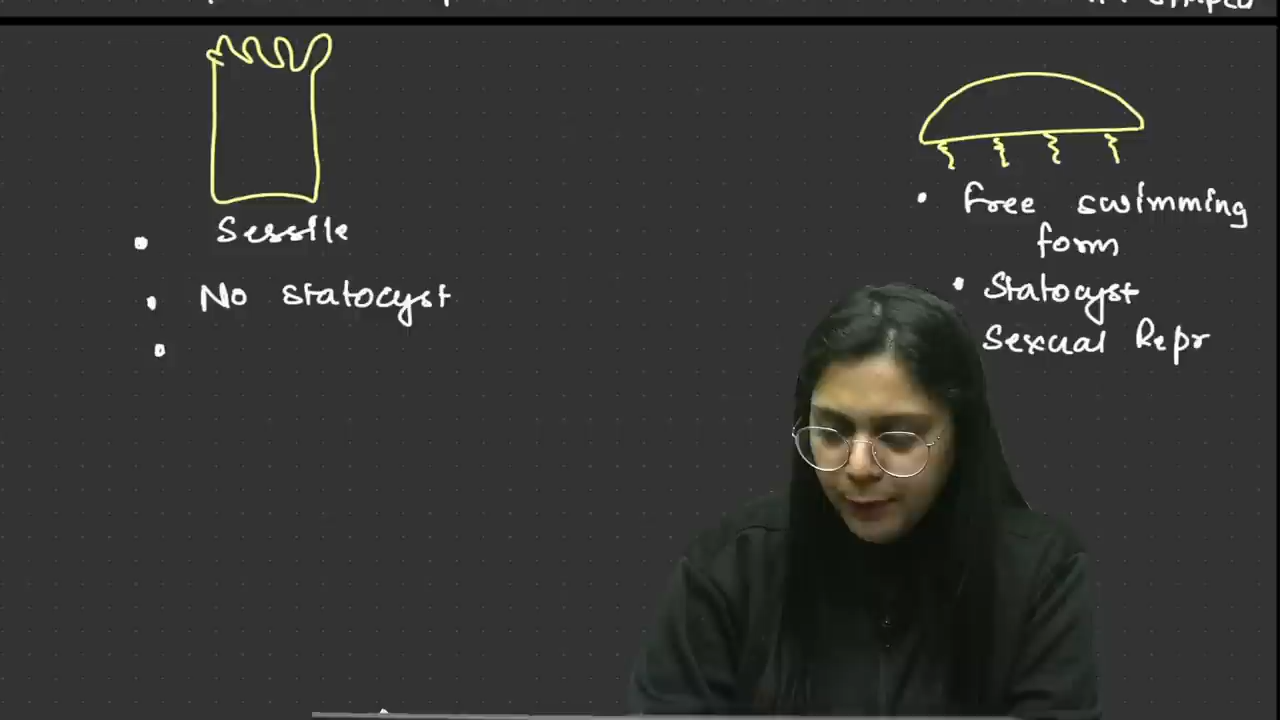 Sessile
No statocyst
Free swimming
form
Statocyst
Sexual Repr